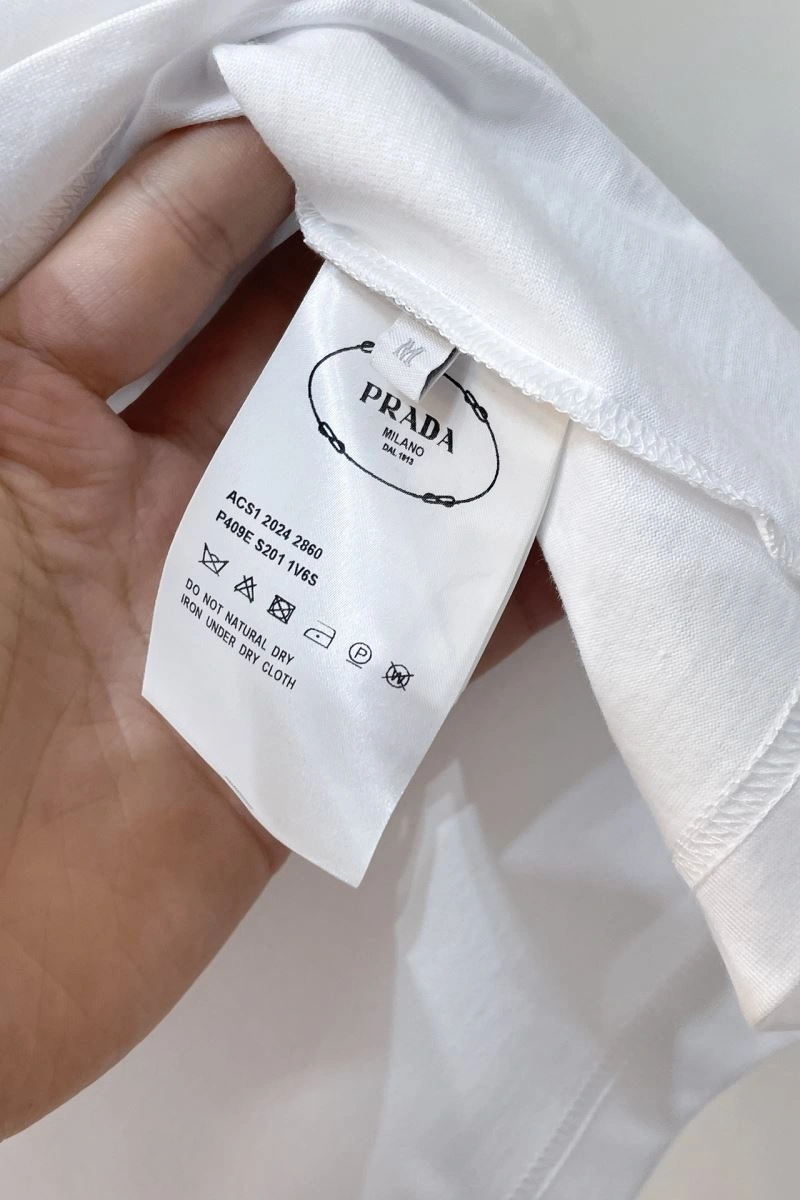 M
PRADA
MILANO
DAL 1913
ACS1 2024 2860
P409E S201 1V6S
P
W
DO NOT NATURAL DRY
IRON UNDER DRY CLOTH